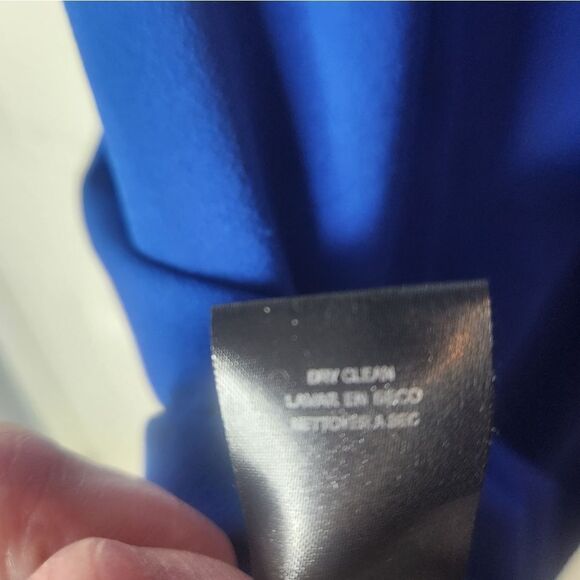 DRY CLEAN
LAVAR EN SECO
NETTOYER A SEC